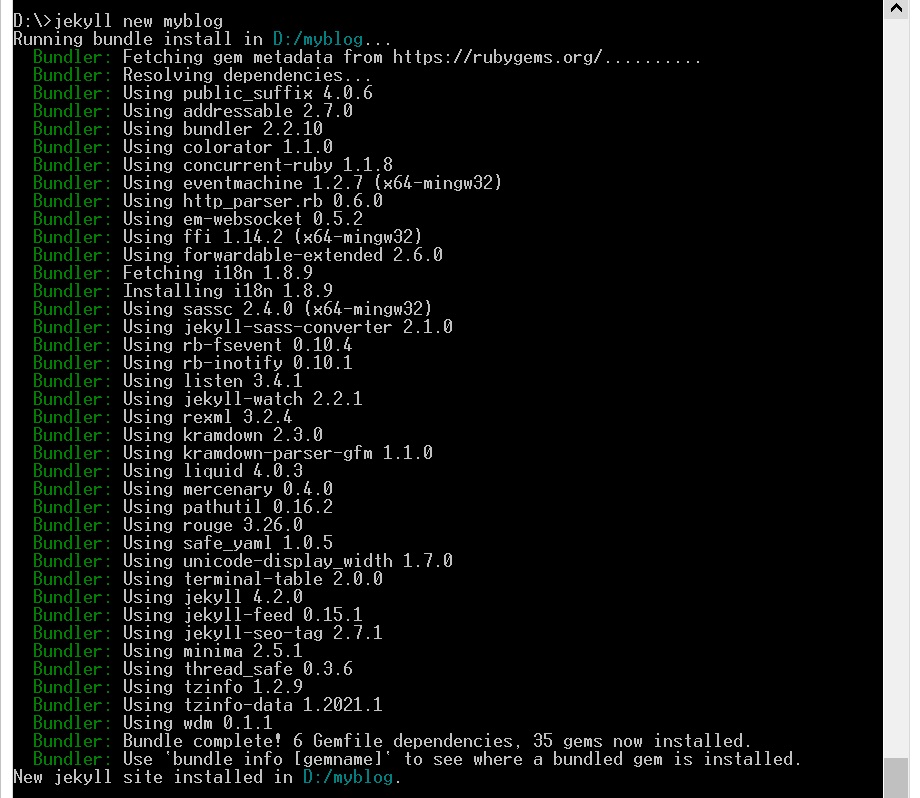 D:\>jekyll new myblog
Running bundle install in D:/myblog...
  Bundler: Fetching gem metadata from https://rubygems.org/..........
  Bundler: Resolving dependencies...
  Bundler: Using public_suffix 4.0.6
  Bundler: Using addressable 2.7.0
  Bundler: Using bundler 2.2.10
  Bundler: Using colorator 1.1.0
  Bundler: Using concurrent-ruby 1.1.8
  Bundler: Using eventmachine 1.2.7 (x64-mingw32)
  Bundler: Using http_parser.rb 0.6.0
  Bundler: Using em-websocket 0.5.2
  Bundler: Using ffi 1.14.2 (x64-mingw32)
  Bundler: Using forwardable-extended 2.6.0
  Bundler: Fetching i18n 1.8.9
  Bundler: Installing i18n 1.8.9
  Bundler: Using sassc 2.4.0 (x64-mingw32)
  Bundler: Using jekyll-sass-converter 2.1.0
  Bundler: Using rb-fsevent 0.10.4
  Bundler: Using rb-inotify 0.10.1
  Bundler: Using listen 3.4.1
  Bundler: Using jekyll-watch 2.2.1
  Bundler: Using rexml 3.2.4
  Bundler: Using kramdown 2.3.0
  Bundler: Using kramdown-parser-gfm 1.1.0
  Bundler: Using liquid 4.0.3
  Bundler: Using mercenary 0.4.0
  Bundler: Using pathutil 0.16.2
  Bundler: Using rouge 3.26.0
  Bundler: Using safe_yaml 1.0.5
  Bundler: Using unicode-display_width 1.7.0
  Bundler: Using terminal-table 2.0.0
  Bundler: Using jekyll 4.2.0
  Bundler: Using jekyll-feed 0.15.1
  Bundler: Using jekyll-seo-tag 2.7.1
  Bundler: Using minima 2.5.1
  Bundler: Using thread_safe 0.3.6
  Bundler: Using tzinfo 1.2.9
  Bundler: Using tzinfo-data 1.2021.1
  Bundler: Using wdm 0.1.1
  Bundler: Bundle complete! 6 Gemfile dependencies, 35 gems now installed.
  Bundler: Use `bundle info [gemname]` to see where a bundled gem is installed.
New jekyll site installed in D:/myblog.